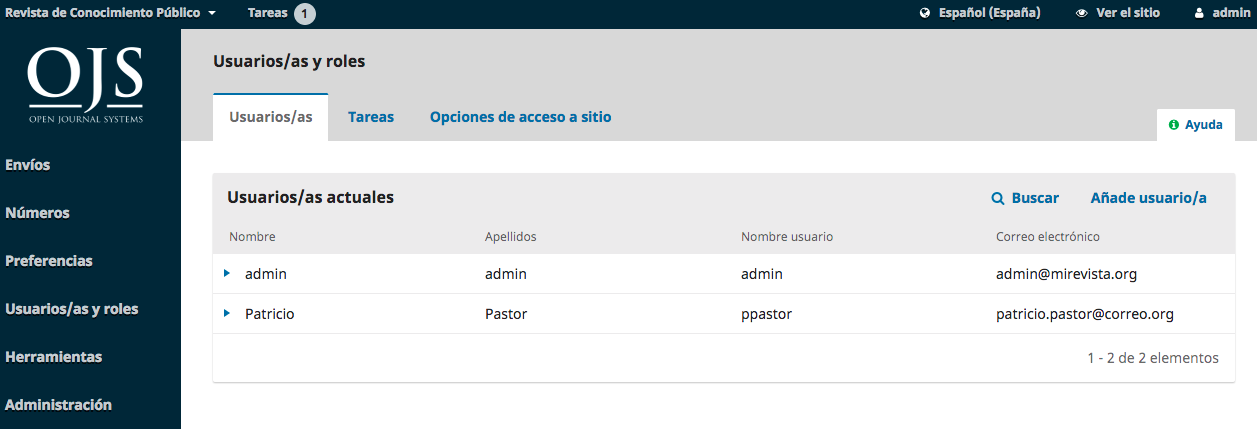 Revista de Conocimiento Público Tareas 1 Español (España) Ver el sitio admin
OJS
OPEN JOURNAL SYSTEMS
Envíos
Números
Preferencias
Usuarios/as y roles
Herramientas
Administración
Usuarios/as y roles
Usuarios/as Tareas Opciones de acceso a sitio
Ayuda
Usuarios/as actuales Buscar Añade usuario/a
Nombre Apellidos Nombre usuario Correo electrónico
admin admin admin admin@mirevista.org
Patricio Pastor ppastor patricio.pastor@correo.org
1 - 2 de 2 elementos